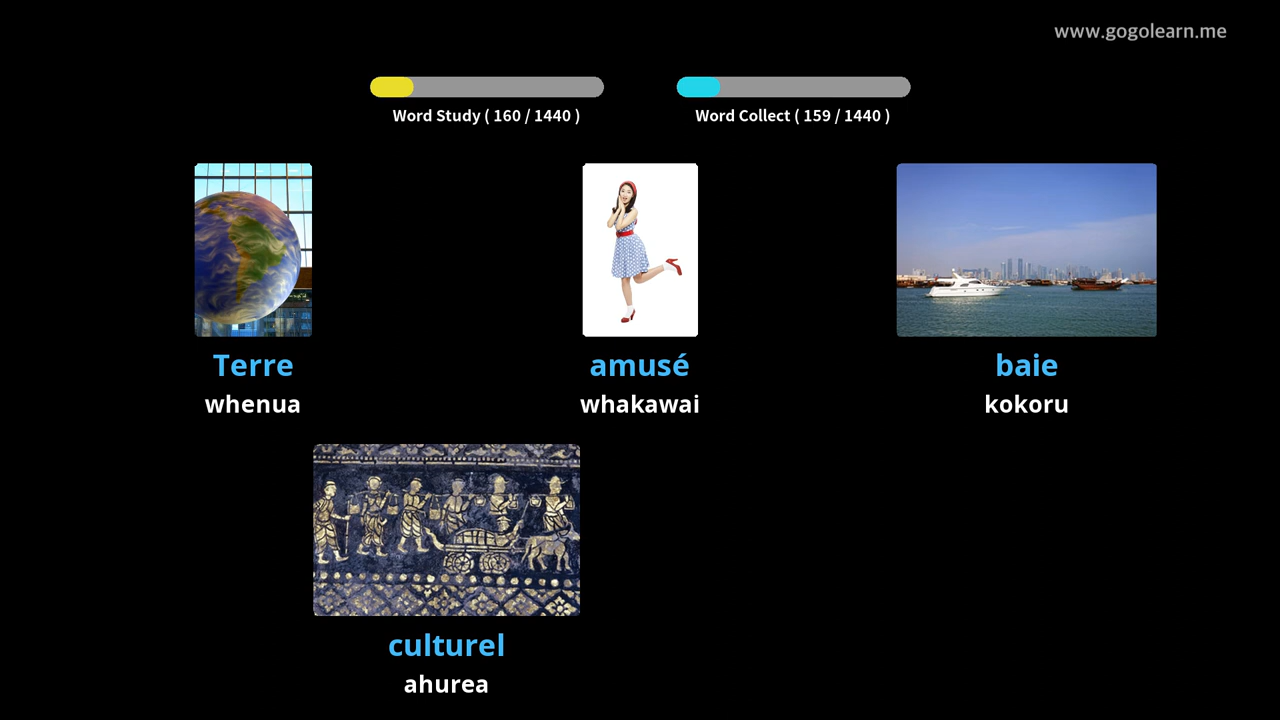 www.gogolearn.me
Word Study ( 160 / 1440 )
Word Collect ( 159 / 1440 )
Terre
whenua
amusé
whakawai
baie
kokoru
culturel
ahurea